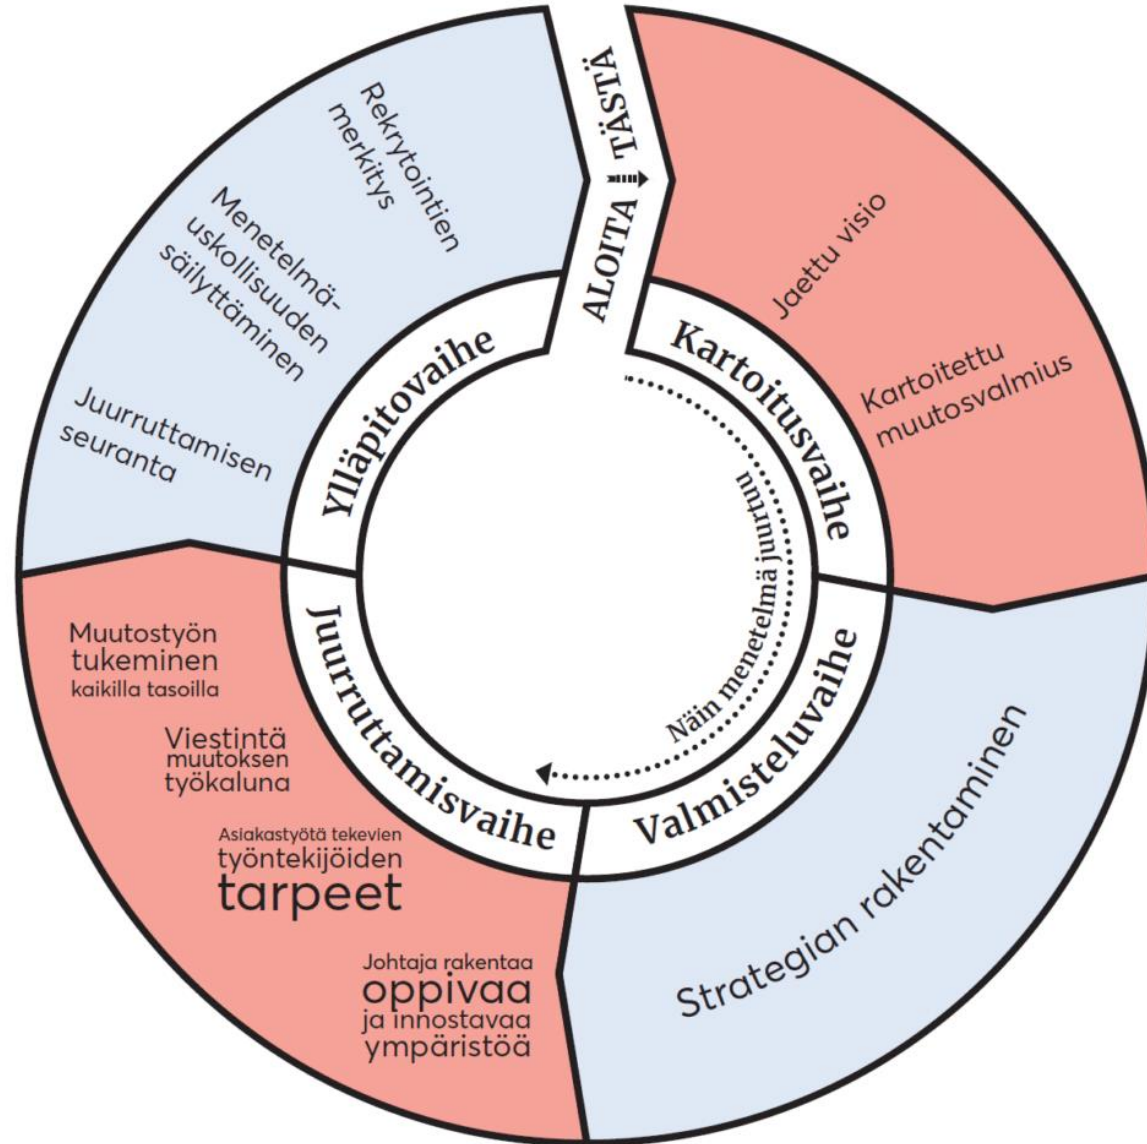 ALOITA TÄSTÄ
Kartoitusvaihe
Jaettu visio
Kartoitettu
muutosvalmius
Valmisteluvaihe
Strategian rakentaminen
Juurruttamisvaihe
Johtaja rakentaa
oppivaa
ja innostavaa
ympäristöä
Asiakastyötä tekevien
työntekijöiden
tarpeet
Viestintä
muutoksen
työkaluna
Muutostyön
tukeminen
kaikilla tasoilla
Ylläpitovaihe
Juurruttamisen
seuranta
Menetelmä-
uskollisuuden
säilyttäminen
Rekrytointien
merkitys
Näin menetelmä juurtuu